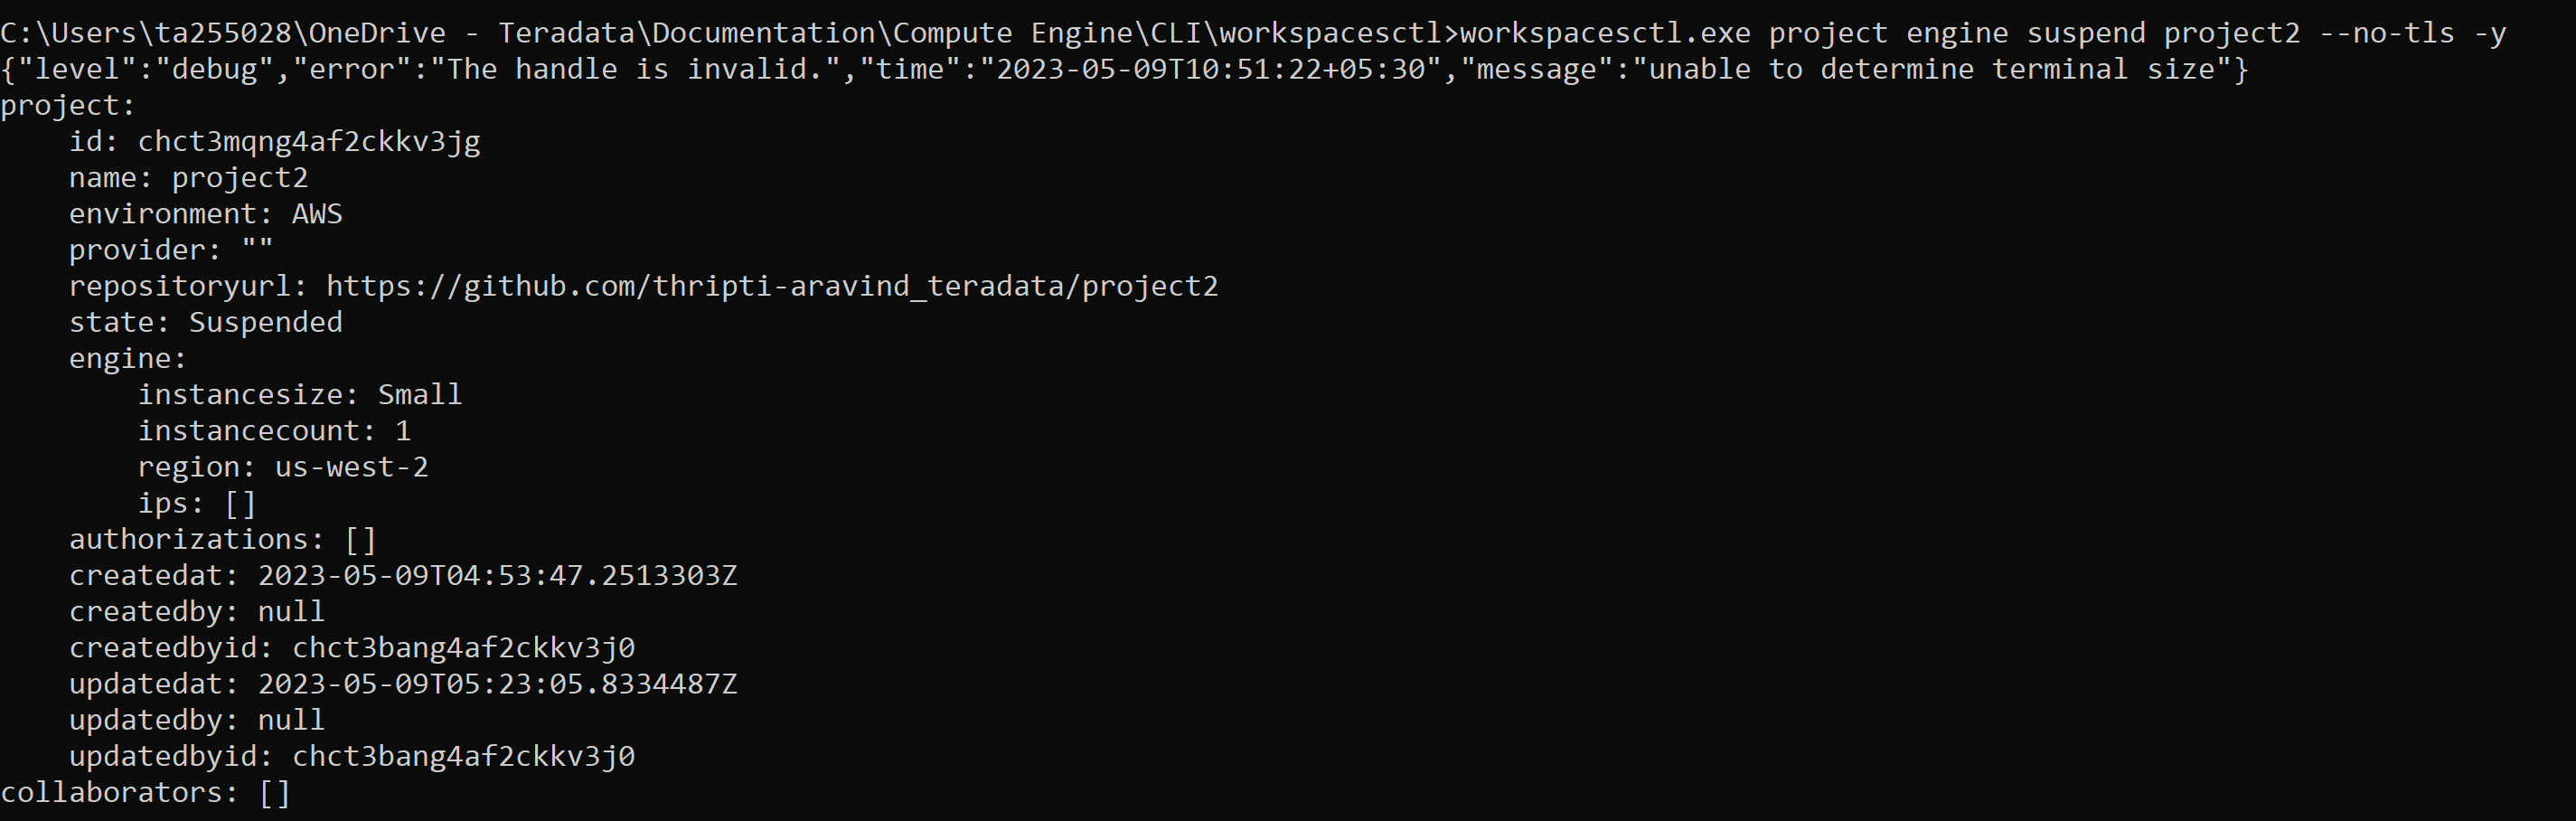 C:\Users\ta255028\OneDrive - Teradata\Documentation\Compute Engine\CLI\workspacesctl>workspacesctl.exe project engine suspend project2 --no-tls -y
{"level":"debug","error":"The handle is invalid.","time":"2023-05-09T10:51:22+05:30","message":"unable to determine terminal size"}
project:
    id: chct3mqng4af2ckkv3jg
    name: project2
    environment: AWS
    provider: ""
    repositoryurl: https://github.com/thripti-aravind_teradata/project2
    state: Suspended
    engine:
        instancesize: Small
        instancecount: 1
        region: us-west-2
        ips: []
    authorizations: []
    createdat: 2023-05-09T04:53:47.2513303Z
    createdby: null
    createdbyid: chct3bang4af2ckkv3j0
    updatedat: 2023-05-09T05:23:05.8334487Z
    updatedby: null
    updatedbyid: chct3bang4af2ckkv3j0
collaborators: []